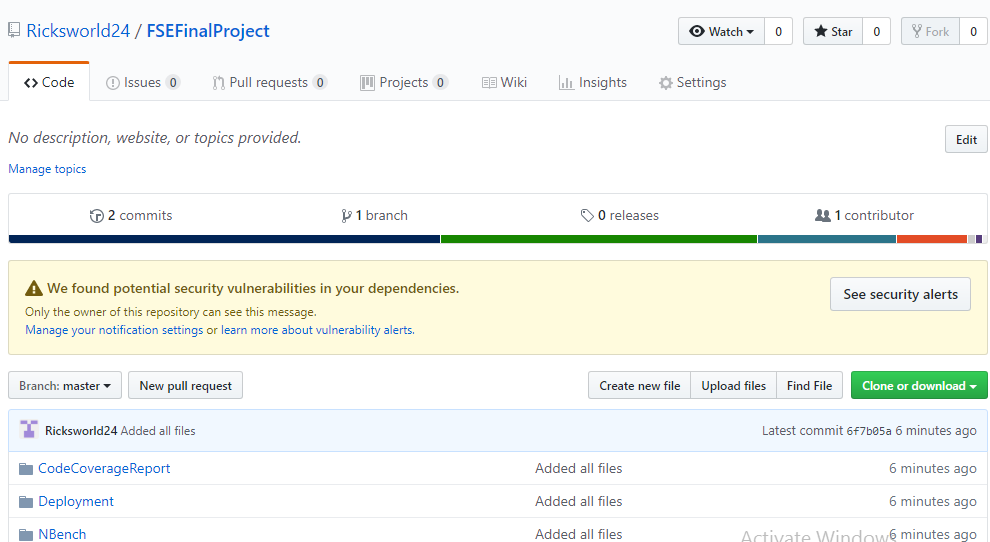 Ricksworld24 / FSEFinalProject Watch 0 Star 0 Fork 0
Code Issues 0 Pull requests 0 Projects 0 Wiki Insights Settings
No description, website, or topics provided. Edit
Manage topics
2 commits 1 branch 0 releases 1 contributor
We found potential security vulnerabilities in your dependencies.
Only the owner of this repository can see this message.
Manage your notification settings or learn more about vulnerability alerts.
See security alerts
Branch: master New pull request Create new file Upload files Find File Clone or download
Ricksworld24 Added all files Latest commit 6f7b05a 6 minutes ago
CodeCoverageReport Added all files 6 minutes ago
Deployment Added all files 6 minutes ago
NBench Added all files 6 minutes ago
Activate Windows